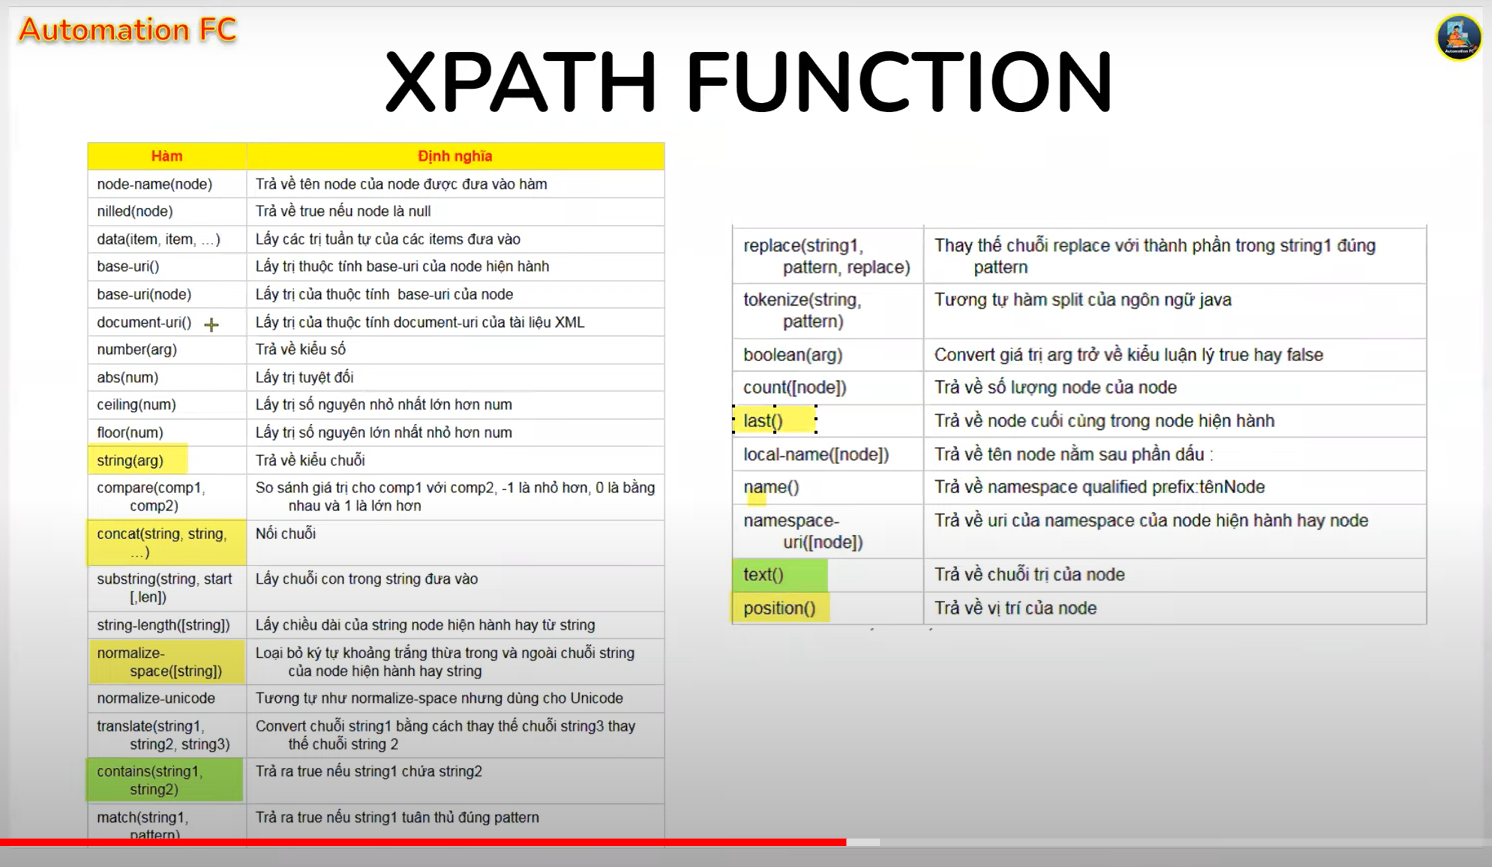 Automation FC
XPATH FUNCTION
Hàm Định nghĩa
node-name(node) Trả về tên node của node được đưa vào hàm
nilled(node) Trả về true nếu node là null
data(item, item, …) Lấy các trị tuần tự của các items đưa vào
base-uri() Lấy trị thuộc tính base-uri của node hiện hành
base-uri(node) Lấy trị của thuộc tính base-uri của node
document-uri() Lấy trị của thuộc tính document-uri của tài liệu XML
number(arg) Trả về kiểu số
abs(num) Lấy trị tuyệt đối
ceiling(num) Lấy trị số nguyên nhỏ nhất lớn hơn num
floor(num) Lấy trị số nguyên lớn nhất nhỏ hơn num
string(arg) Trả về kiểu chuỗi
compare(comp1, So sánh giá trị cho comp1 với comp2, -1 là nhỏ hơn, 0 là bằng
comp2) nhau và 1 là lớn hơn
concat(string, string, Nối chuỗi
…)
substring(string, start Lấy chuỗi con trong string đưa vào
[,len])
string-length([string]) Lấy chiều dài của string node hiện hành hay từ string
normalize- Loại bỏ ký tự khoảng trắng thừa trong và ngoài chuỗi string
space([string]) của node hiện hành hay string
normalize-unicode Tương tự như normalize-space nhưng dùng cho Unicode
translate(string1, Convert chuỗi string1 bằng cách thay thế chuỗi string3 thay
string2, string3) thế chuỗi string 2
contains(string1, Trả ra true nếu string1 chứa string2
string2)
match(string1, Trả ra true nếu string1 tuân thủ đúng pattern
pattern)
replace(string1, Thay thế chuỗi replace với thành phần trong string1 đúng
pattern, replace) pattern
tokenize(string, Tương tự hàm split của ngôn ngữ java
pattern)
boolean(arg) Convert giá trị arg trở về kiểu luận lý true hay false
count([node]) Trả về số lượng node của node
last() Trả về node cuối cùng trong node hiện hành
local-name([node]) Trả về tên node nằm sau phần dấu :
name() Trả về namespace qualified prefix:tênNode
namespace- Trả về uri của namespace của node hiện hành hay node
uri([node])
text() Trả về chuỗi trị của node
position() Trả về vị trí của node